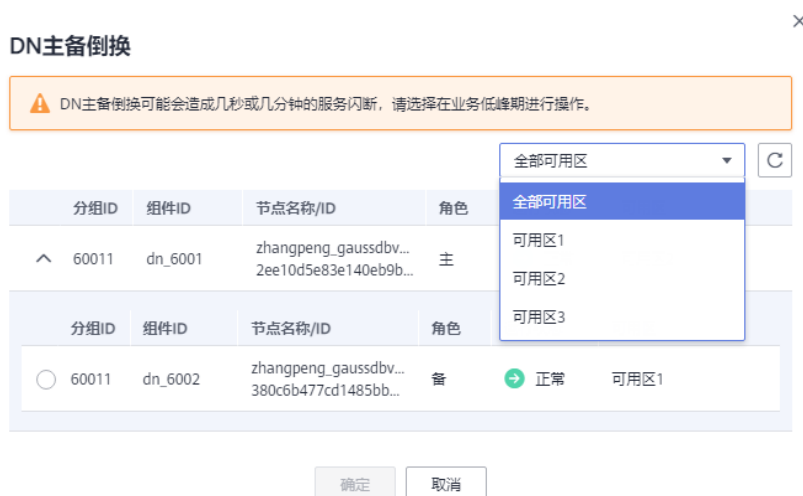 DN主备倒换
DN主备倒换可能会造成几秒或几分钟的服务闪断，请选择在业务低峰期进行操作。
全部可用区
全部可用区
可用区1
可用区2
可用区3
分组ID 组件ID 节点名称/ID 角色
60011 dn_6001 zhangpeng_gaussdbv... 主
2ee10d5e83e140eb9b...
分组ID 组件ID 节点名称/ID 角色
60011 dn_6002 zhangpeng_gaussdbv... 备 正常 可用区1
380c6b477cd1485bb...
确定 取消